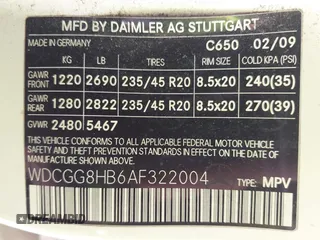 MFD BY DAIMLER AG STUTTGART
MADE IN GERMANY C650 02/09
KG LB TIRES RIM SIZE COLD KPA (PSI)
GAWR FRONT 1220 2690 235/45 R20 8.5x20 240(35)
GAWR REAR 1280 2822 235/45 R20 8.5x20 270(39)
GVWR 2480 5467
THIS VEHICLE CONFORMS TO ALL APPLICABLE
FEDERAL MOTOR VEHICLE SAFETY
STANDARDS IN EFFECT ON THE DATE OF
MANUFACTURE SHOWN ABOVE.
WDCGG8HB6AF322004 TYPE: MPV
DREAMBID